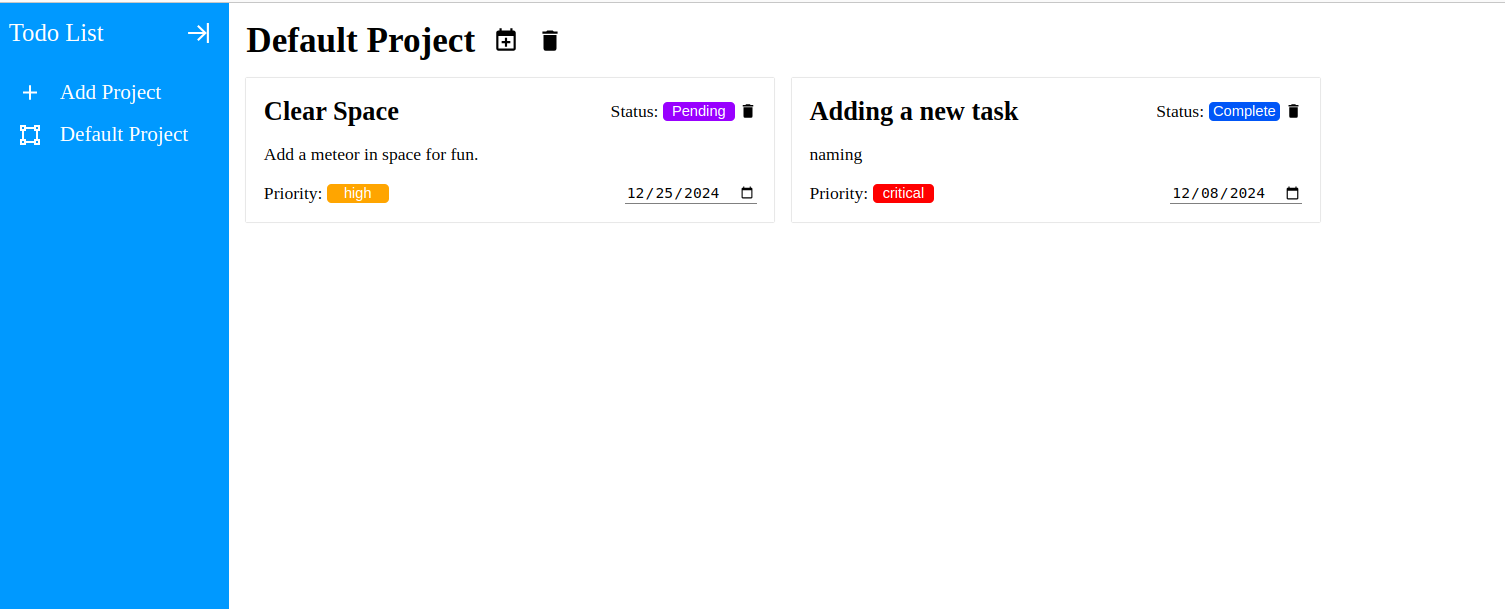 Todo List
Add Project
Default Project
Default Project
Clear Space
Status: Pending
Add a meteor in space for fun.
Priority: high
12/25/2024
Adding a new task
Status: Complete
naming
Priority: critical
12/08/2024